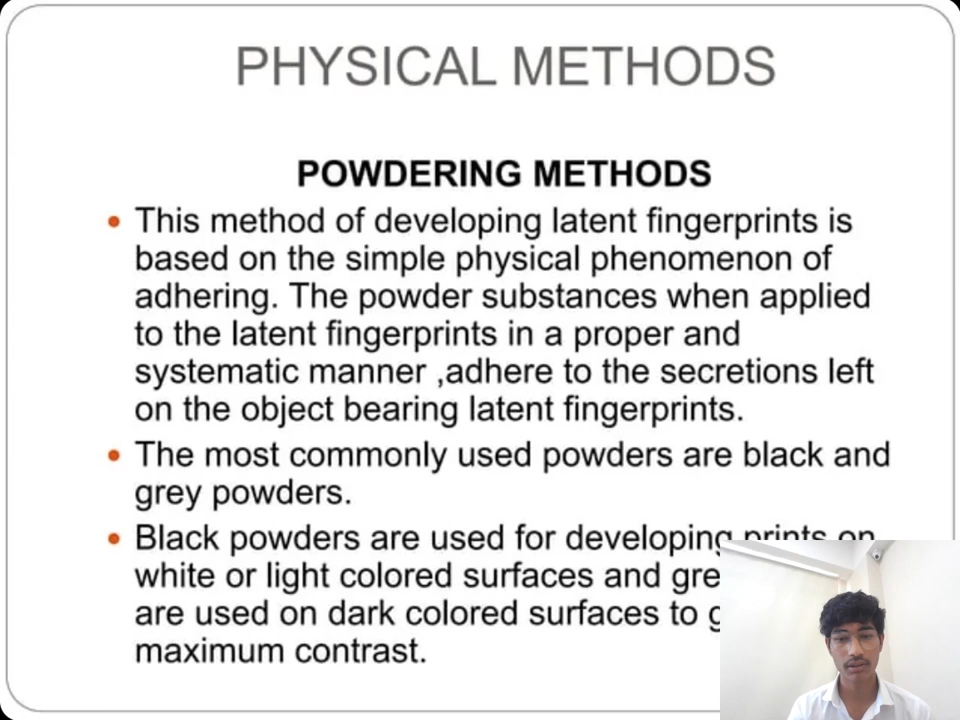 PHYSICAL METHODS
POWDERING METHODS
• This method of developing latent fingerprints is
based on the simple physical phenomenon of
adhering. The powder substances when applied
to the latent fingerprints in a proper and
systematic manner ,adhere to the secretions left
on the object bearing latent fingerprints.
• The most commonly used powders are black and
grey powders.
• Black powders are used for developing prints on
white or light colored surfaces and
are used on dark colored surfaces to
maximum contrast.